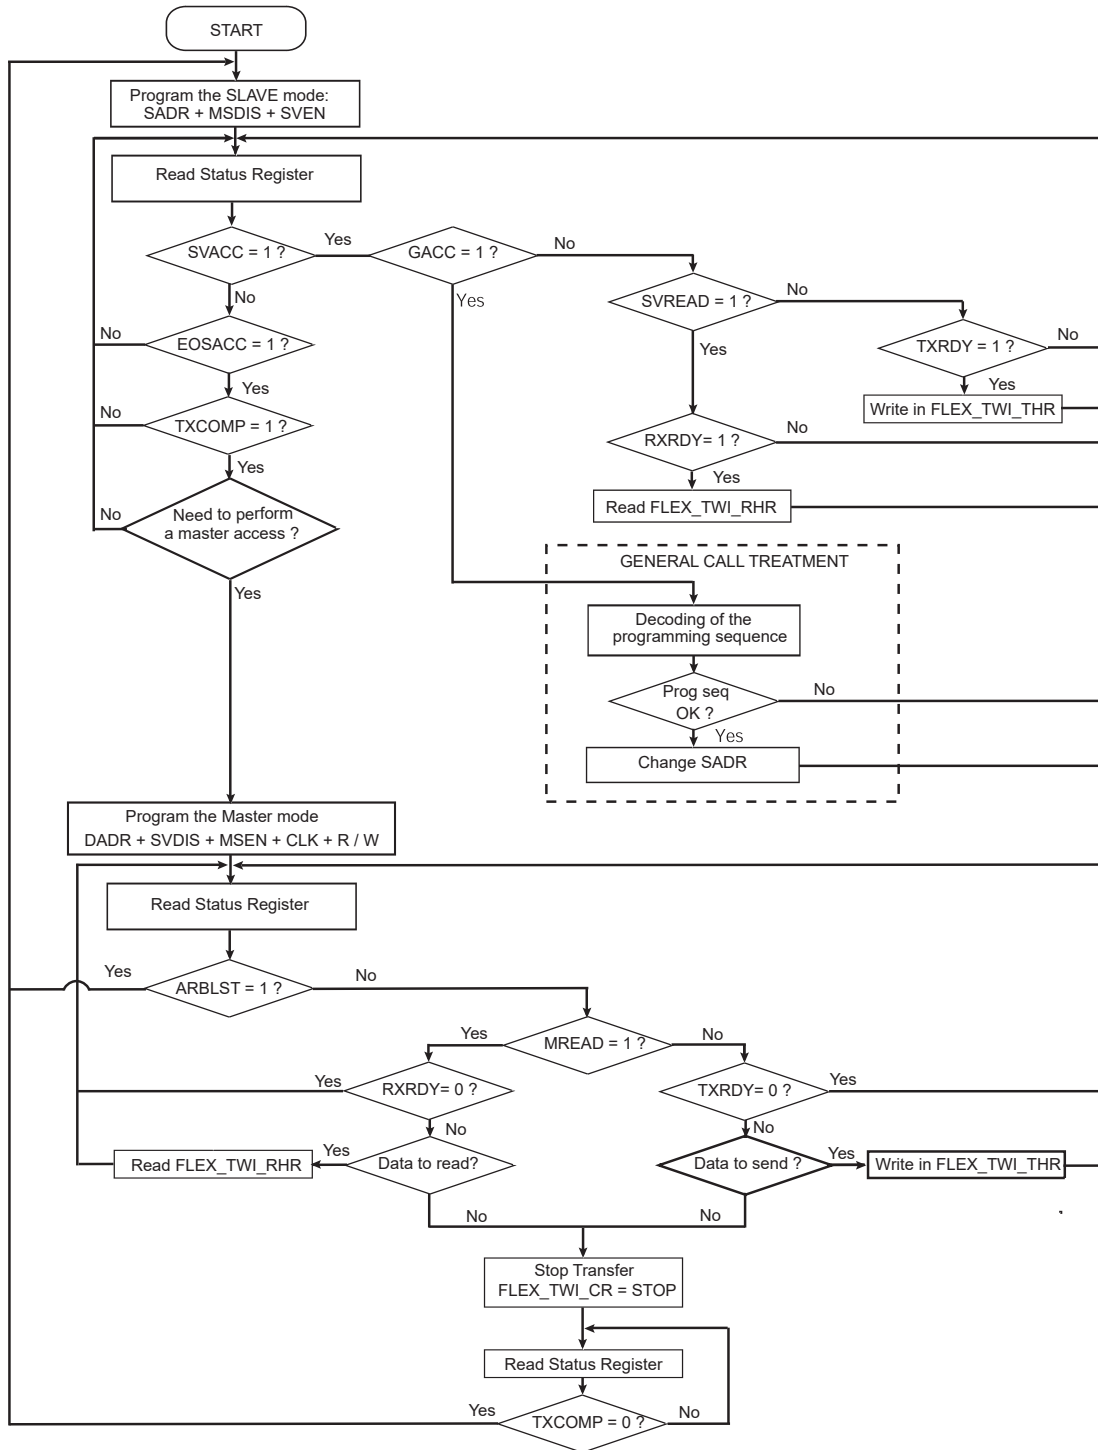 START
Program the SLAVE mode:
SADR + MSDIS + SVEN
Read Status Register
SVACC = 1 ?
Yes
GACC = 1 ?
No
No
Yes
SVREAD = 1 ?
No
EOSACC = 1 ?
No
Yes
TXRDY = 1 ?
No
Yes
Yes
Write in FLEX_TWI_THR
TXCOMP = 1 ?
No
Yes
RXRDY= 1 ?
No
Yes
Read FLEX_TWI_RHR
Need to perform
a master access ?
No
Yes
GENERAL CALL TREATMENT
Decoding of the
programming sequence
Prog seq
OK ?
No
Yes
Change SADR
Program the Master mode
DADR + SVDIS + MSEN + CLK + R / W
Read Status Register
Yes
ARBLST = 1 ?
No
Yes
MREAD = 1 ?
No
Yes
RXRDY= 0 ?
TXRDY= 0 ?
Yes
No
No
Read FLEX_TWI_RHR
Yes
Data to read?
Data to send ?
Yes
Write in FLEX_TWI_THR
No
No
Stop Transfer
FLEX_TWI_CR = STOP
Read Status Register
Yes
TXCOMP = 0 ?
No